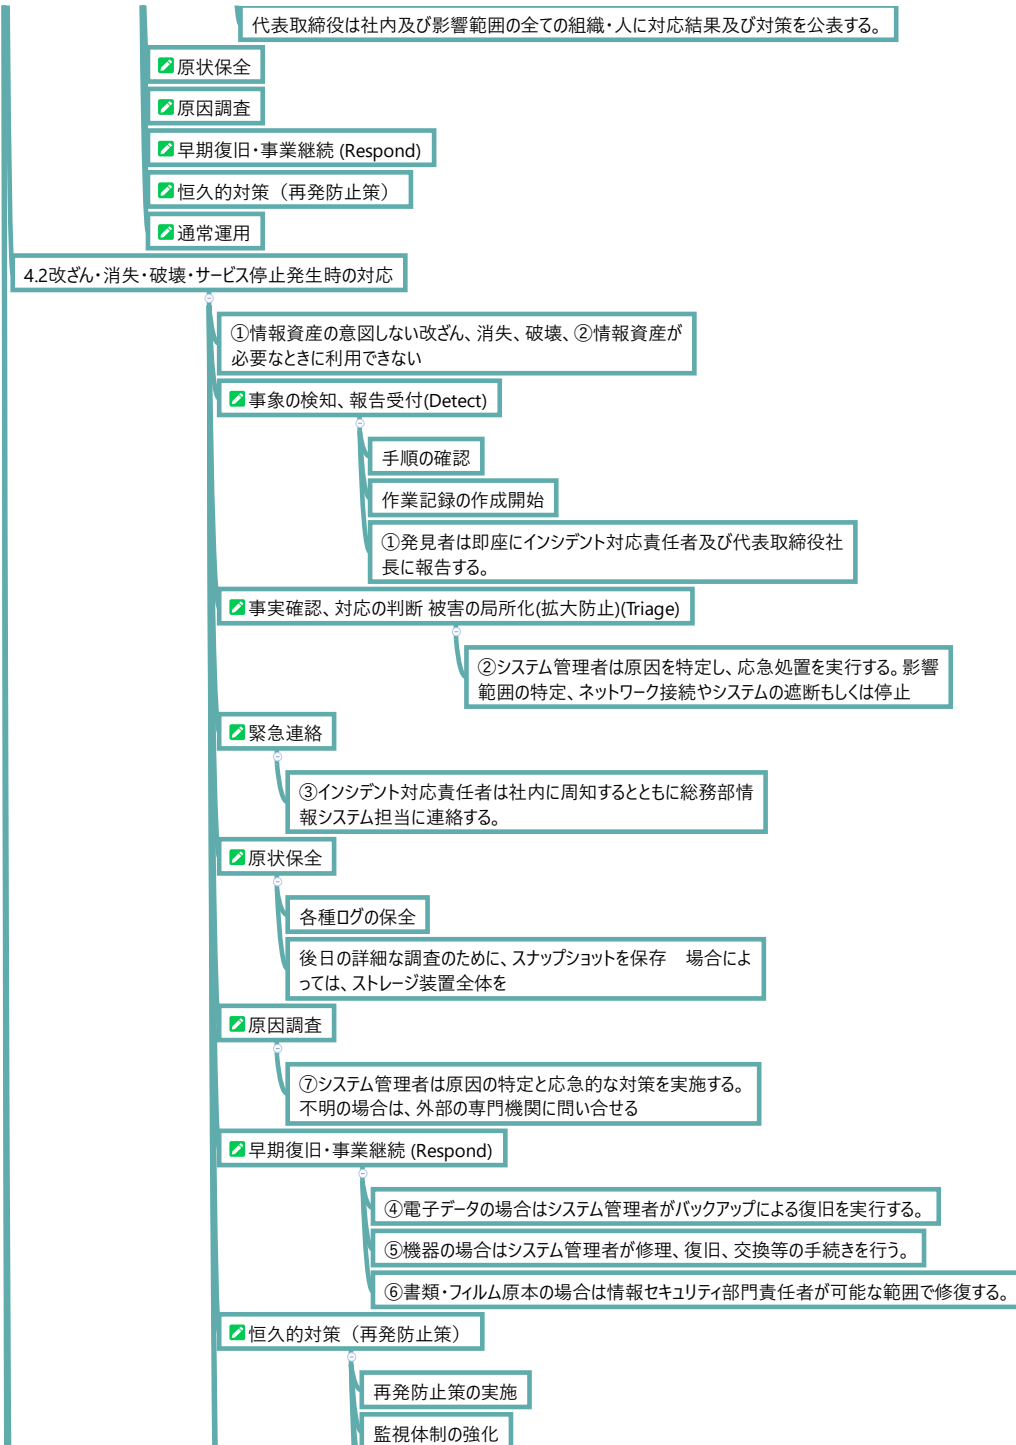 代表取締役は社内及び影響範囲の全ての組織・人に対応結果及び対策を公表する。
原状保全
原因調査
早期復旧・事業継続 (Respond)
恒久的対策（再発防止策）
通常運用
4.2改ざん・消失・破壊・サービス停止発生時の対応
①情報資産の意図しない改ざん、消失、破壊、②情報資産が
必要なときに利用できない
事象の検知、報告受付(Detect)
手順の確認
作業記録の作成開始
①発見者は即座にインシデント対応責任者及び代表取締役社
長に報告する。
事実確認、対応の判断 被害の局所化(拡大防止)(Triage)
②システム管理者は原因を特定し、応急処置を実行する。影響
範囲の特定、ネットワーク接続やシステムの遮断もしくは停止
緊急連絡
③インシデント対応責任者は社内に周知するとともに総務部情
報システム担当に連絡する。
原状保全
各種ログの保全
後日の詳細な調査のために、スナップショットを保存　場合によ
っては、ストレージ装置全体を
原因調査
⑦システム管理者は原因の特定と応急的な対策を実施する。
不明の場合は、外部の専門機関に問い合せる
早期復旧・事業継続 (Respond)
④電子データの場合はシステム管理者がバックアップによる復旧を実行する。
⑤機器の場合はシステム管理者が修理、復旧、交換等の手続きを行う。
⑥書類・フィルム原本の場合は情報セキュリティ部門責任者が可能な範囲で修復する。
恒久的対策（再発防止策）
再発防止策の実施
監視体制の強化